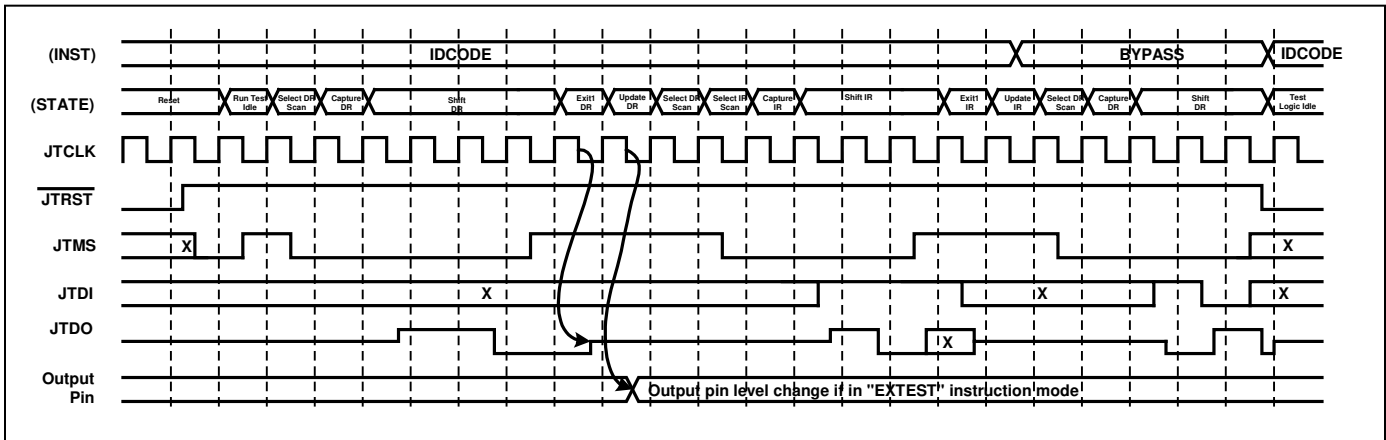 (INST)
IDCODE
BYPASS
IDCODE
(STATE)
Reset
Run Test
Idle
Select DR
Scan
Capture
DR
Shift
DR
Exit1
DR
Update
DR
Select DR
Scan
Select IR
Scan
Capture
IR
Shift IR
Exit1
IR
Update
IR
Select DR
Scan
Capture
DR
Shift
DR
Test
Logic Idle
JTCLK
JTRST
JTMS
X
X
JTDI
X
X
X
JTDO
X
Output
Pin
Output pin level change if in "EXTEST" instruction mode